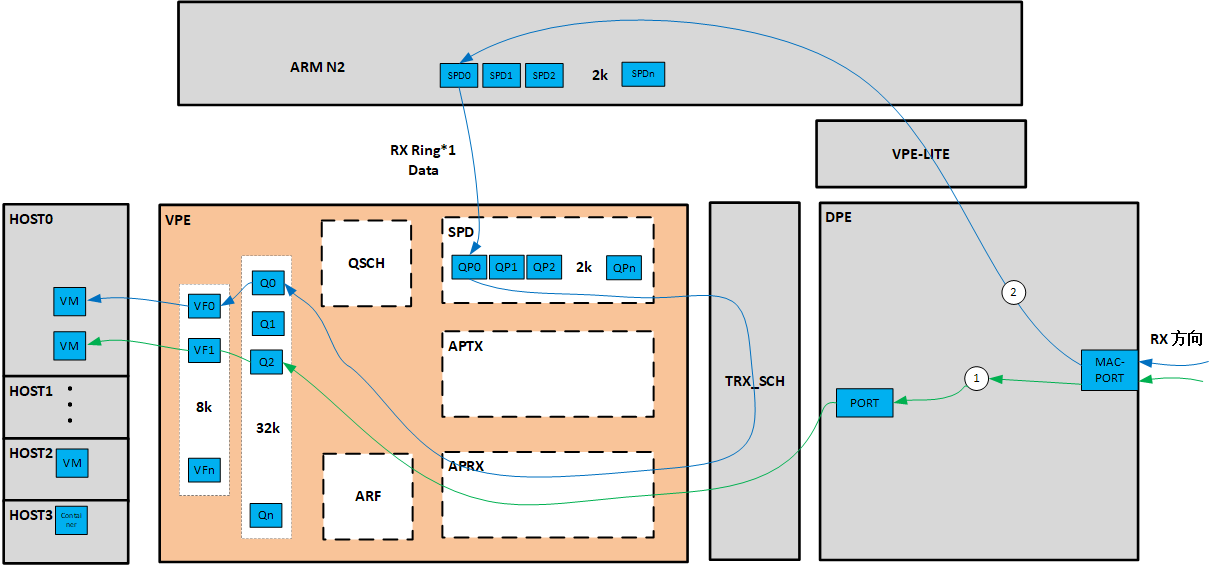 ARM N2
SPD0
SPD1
SPD2
2k
SPDn
RX Ring*1
Data
VPE-LITE
HOST0
VM
VM
HOST1
HOST2
VM
HOST3
Contai
ner
VPE
VF0
VF1
8k
VFn
Q0
Q1
Q2
32k
Qn
QSCH
ARF
SPD
QP0
QP1
QP2
2k
QPn
APTX
APRX
TRX_SCH
DPE
2
1
PORT
MAC-
PORT
RX 方向